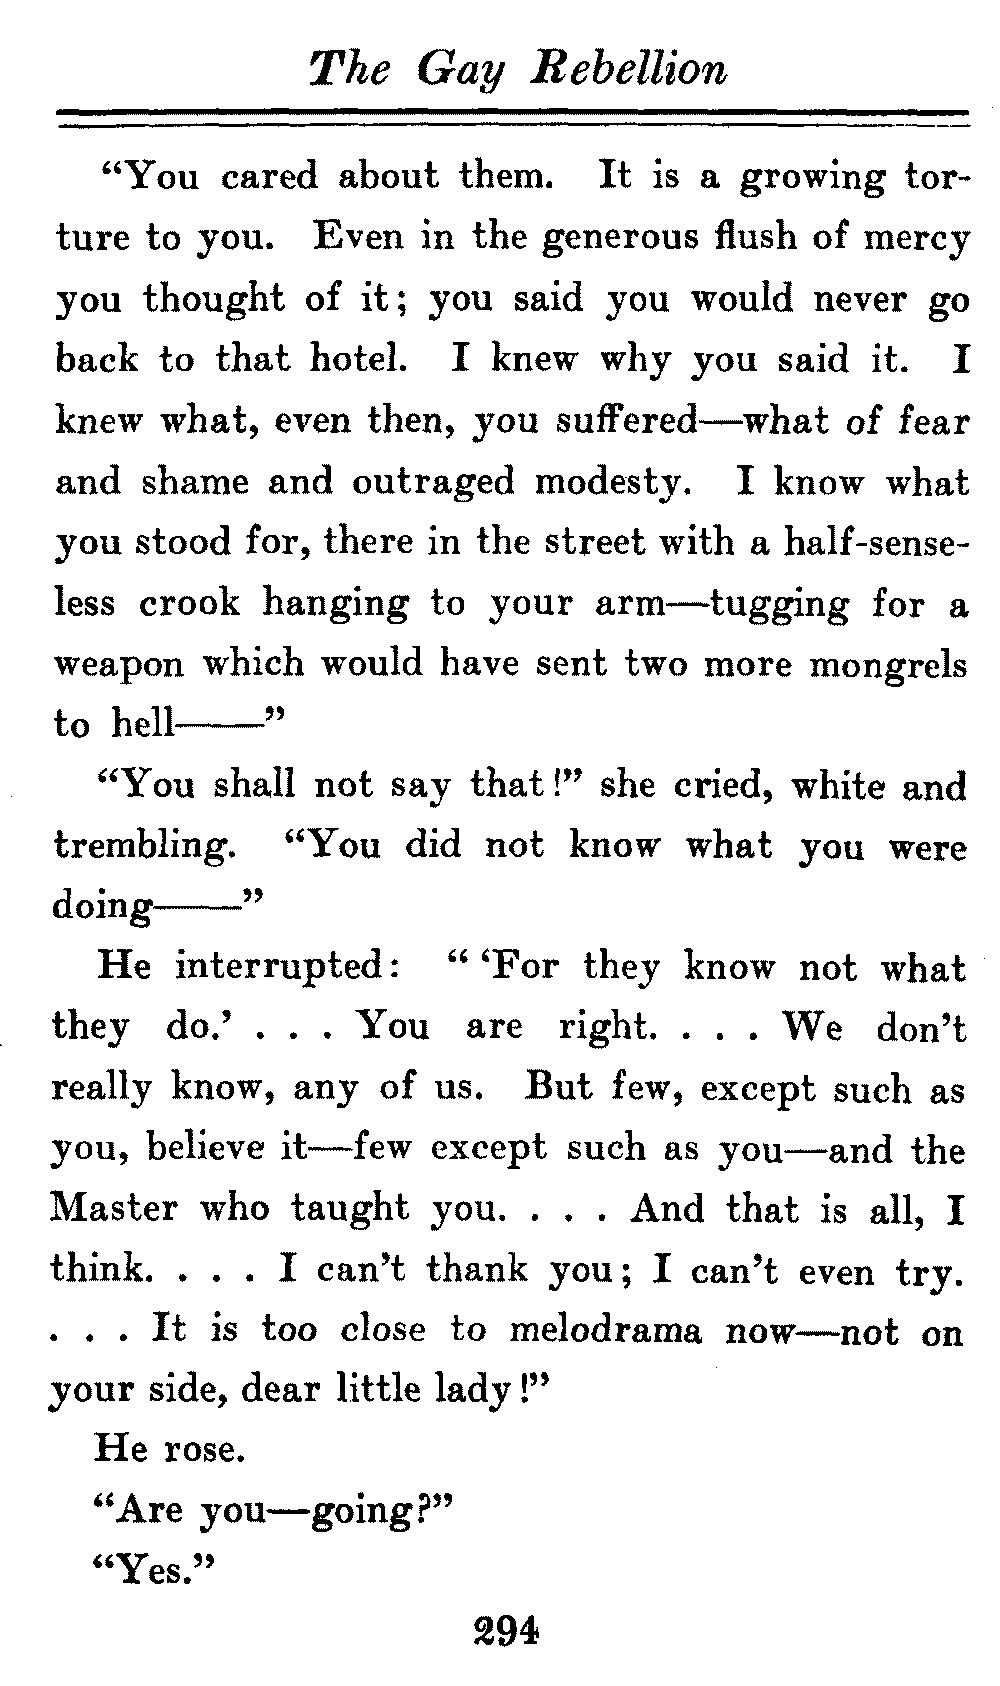 The Gay Rebellion
“You cared about them. It is a growing tor-
ture to you. Even in the generous flush of mercy
you thought of it; you said you would never go
back to that hotel. I knew why you said it. I
knew what, even then, you suffered—what of fear
and shame and outraged modesty. I know what
you stood for, there in the street with a half-sense-
less crook hanging to your arm—tugging for a
weapon which would have sent two more mongrels
to hell——”
“You shall not say that!” she cried, white and
trembling. “You did not know what you were
doing——”
He interrupted: “ ‘For they know not what
they do.’ . . . You are right. . . . We don’t
really know, any of us. But few, except such as
you, believe it—few except such as you—and the
Master who taught you. . . . And that is all, I
think. . . . I can’t thank you; I can’t even try.
. . . It is too close to melodrama now—not on
your side, dear little lady!”
He rose.
“Are you—going?”
“Yes.”
294